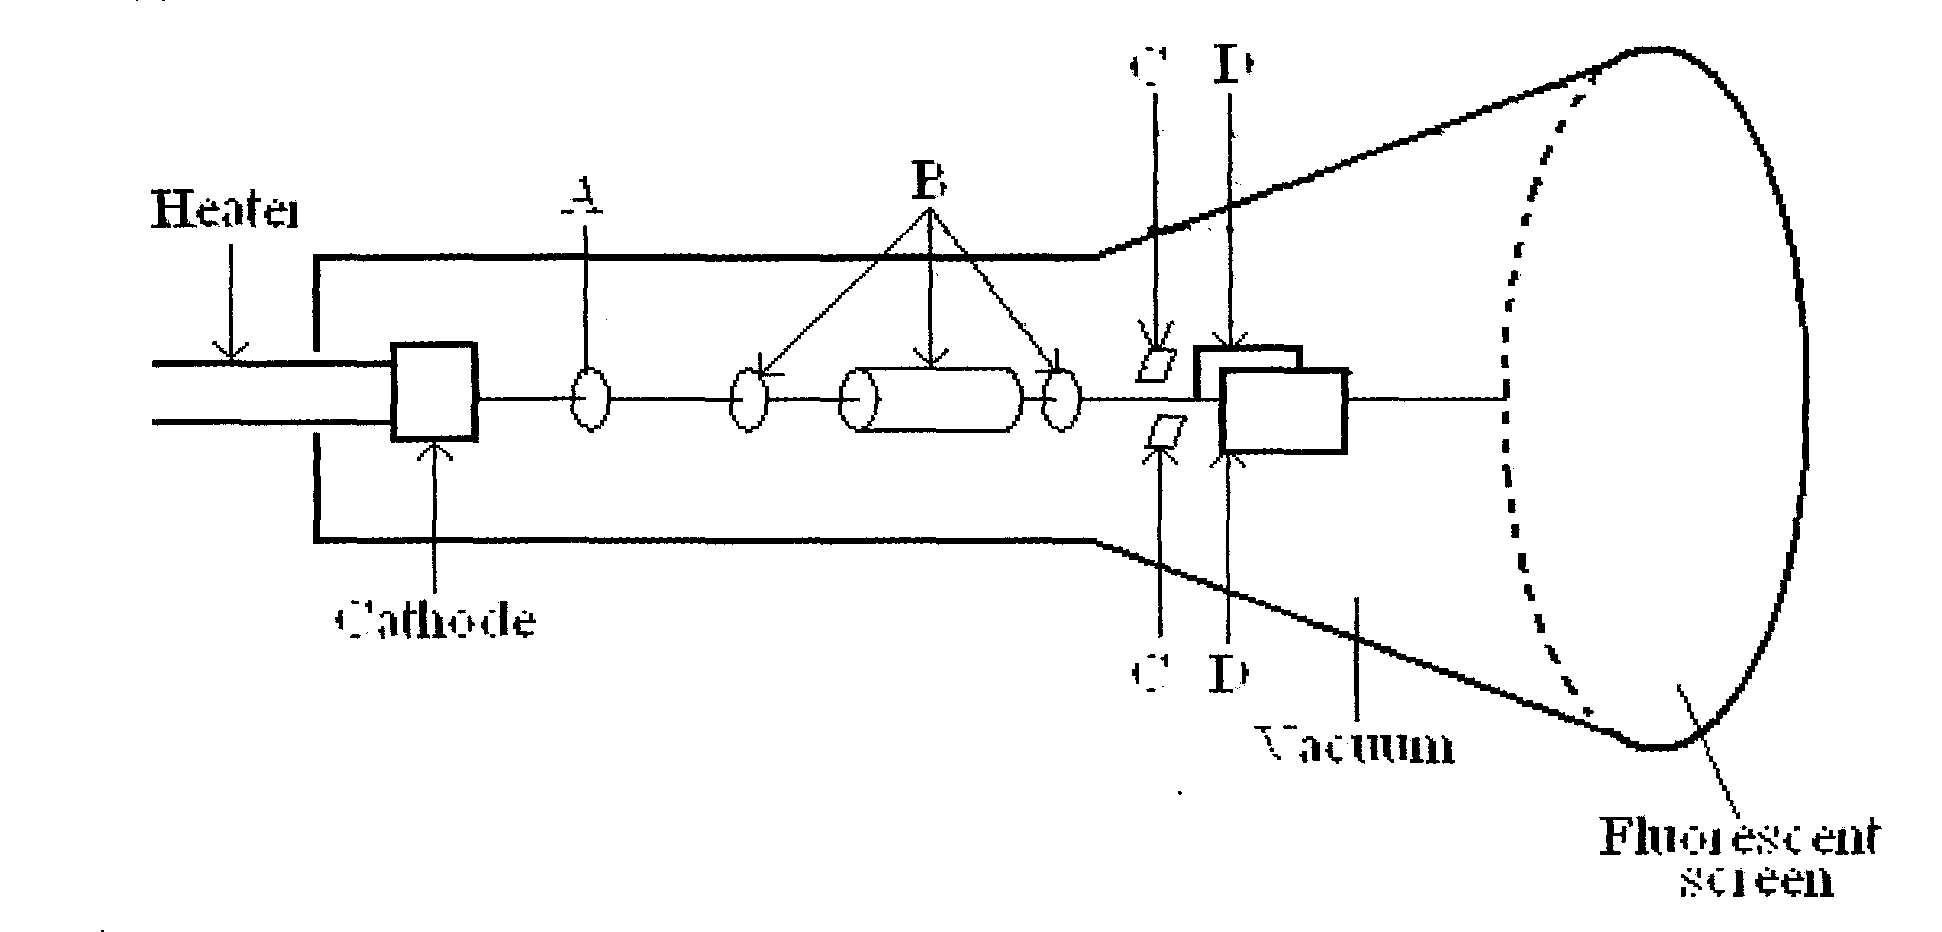 C D
B
A
Heater
Cathode
C D
Vacuum
Fluorescent
screen